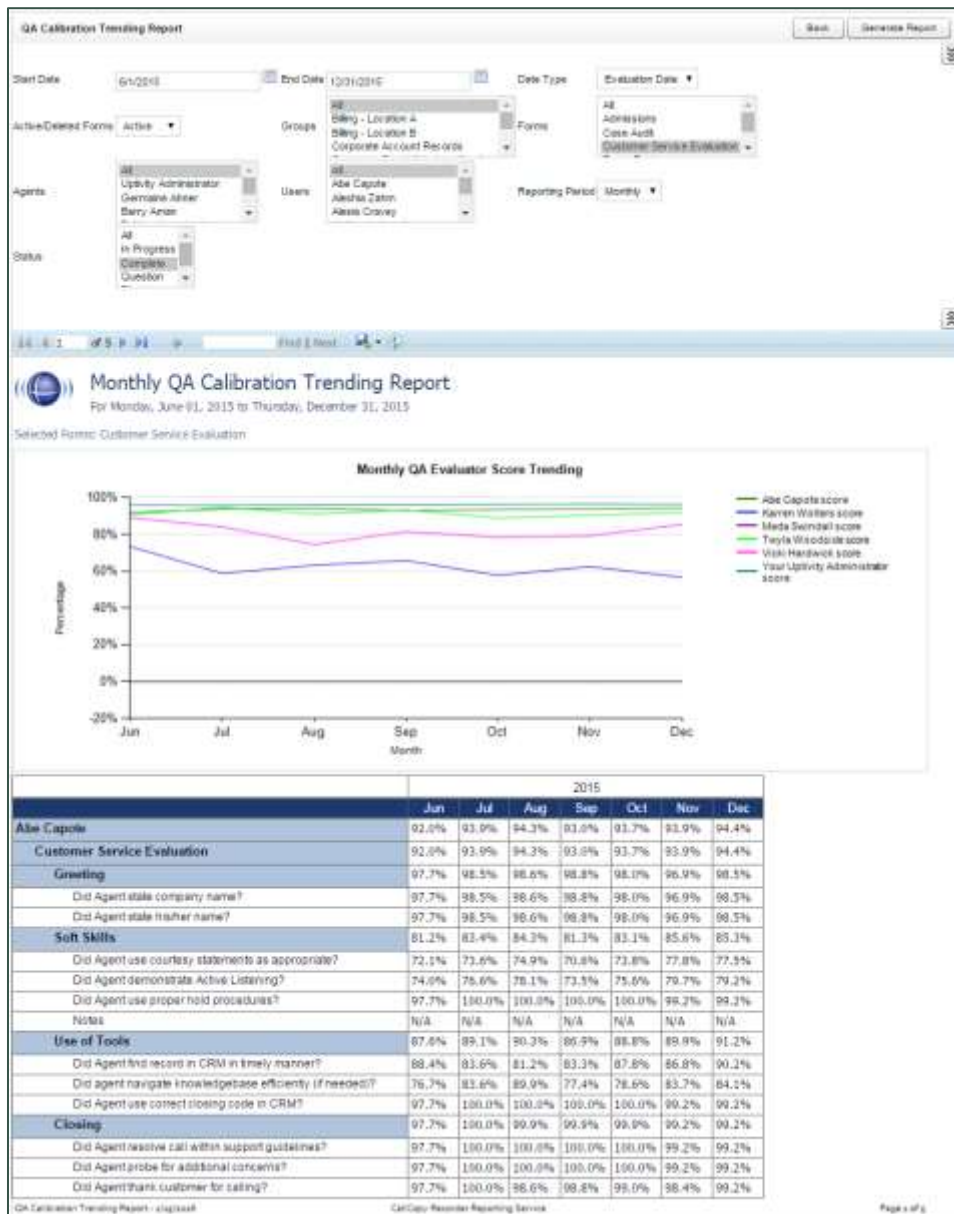 QA Calibration Trending Report
Back Generate Report
Start Date 6/1/2015 End Date 12/31/2015 Date Type Evaluation Date
Active/Deleted Forms Active Groups All Billing - Location A Billing - Location B Corporate Account Records Forms All Admissions Case Audit Customer Service Evaluation
Agents All Uptivity Administrator Germaine Abner Barry Aman Users All Abe Capote Aleshia Zahm Alexis Cravey Reporting Period Monthly
Status All In Progress Complete Question
1 of 5 Find | Next
Monthly QA Calibration Trending Report
For Monday, June 01, 2015 to Thursday, December 31, 2015
Selected Forms: Customer Service Evaluation
Monthly QA Evaluator Score Trending
100%
80%
60%
40%
20%
0%
-20%
Percentage
Jun Jul Aug Sep Oct Nov Dec
Month
Abe Capote score
Karren Wolters score
Meda Swindall score
Twyla Woodside score
Vicki Hardwick score
Your Uptivity Administrator score
2015
Jun Jul Aug Sep Oct Nov Dec
Abe Capote 92.0% 93.9% 94.3% 93.0% 93.7% 93.9% 94.4%
Customer Service Evaluation 92.0% 93.9% 94.3% 93.0% 93.7% 93.9% 94.4%
Greeting 97.7% 98.5% 98.6% 98.8% 98.0% 96.9% 98.5%
Did Agent state company name? 97.7% 98.5% 98.6% 98.8% 98.0% 96.9% 98.5%
Did Agent state his/her name? 97.7% 98.5% 98.6% 98.8% 98.0% 96.9% 98.5%
Soft Skills 81.2% 83.4% 84.3% 81.3% 83.1% 85.6% 85.3%
Did Agent use courtesy statements as appropriate? 72.1% 73.6% 74.9% 70.8% 73.8% 77.8% 77.5%
Did Agent demonstrate Active Listening? 74.0% 76.6% 78.1% 73.5% 75.6% 79.7% 79.2%
Did Agent use proper hold procedures? 97.7% 100.0% 100.0% 100.0% 100.0% 99.2% 99.2%
Notes N/A N/A N/A N/A N/A N/A N/A
Use of Tools 87.6% 89.1% 90.3% 86.9% 88.8% 89.9% 91.2%
Did Agent find record in CRM in timely manner? 88.4% 83.6% 81.2% 83.3% 87.8% 86.8% 90.2%
Did agent navigate knowledgebase efficiently (if needed)? 76.7% 83.6% 89.9% 77.4% 78.6% 83.7% 84.1%
Did Agent use correct closing code in CRM? 97.7% 100.0% 100.0% 100.0% 100.0% 99.2% 99.2%
Closing 97.7% 100.0% 99.9% 99.9% 99.9% 99.2% 99.2%
Did Agent resolve call within support guidelines? 97.7% 100.0% 100.0% 100.0% 100.0% 99.2% 99.2%
Did Agent probe for additional concerns? 97.7% 100.0% 100.0% 100.0% 100.0% 99.2% 99.2%
Did Agent thank customer for calling? 97.7% 100.0% 98.6% 98.8% 99.0% 98.4% 99.2%
QA Calibration Trending Report - CallCopy Recorder Reporting Service Page 1 of 5